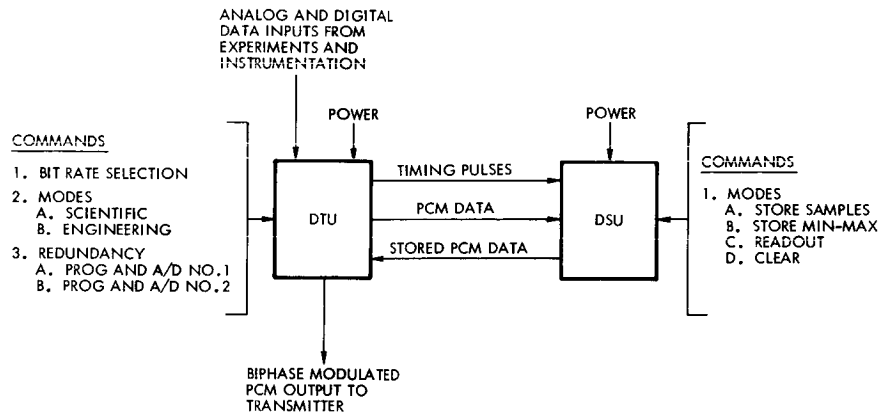 ANALOG AND DIGITAL
DATA INPUTS FROM
EXPERIMENTS AND
INSTRUMENTATION
POWER
POWER
COMMANDS
1. BIT RATE SELECTION
2. MODES
A. SCIENTIFIC
B. ENGINEERING
3. REDUNDANCY
A. PROG AND A/D NO.1
B. PROG AND A/D NO.2
DTU
TIMING PULSES
PCM DATA
STORED PCM DATA
DSU
COMMANDS
1. MODES
A. STORE SAMPLES
B. STORE MIN-MAX
C. READOUT
D. CLEAR
BIPHASE MODULATED
PCM OUTPUT TO
TRANSMITTER